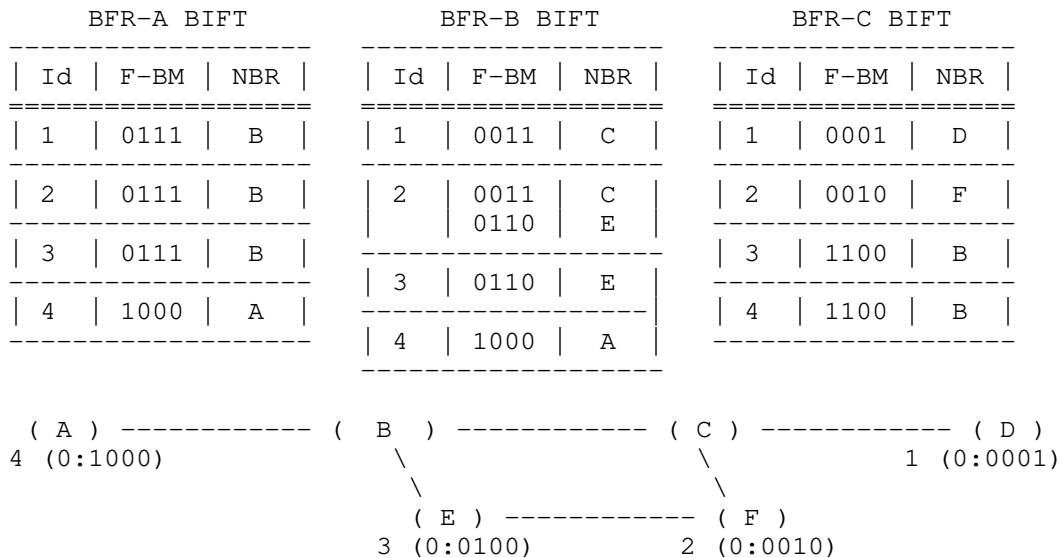 BFR-A BIFT BFR-B BIFT BFR-C BIFT
------------------- ------------------- -------------------
| Id | F-BM | NBR | | Id | F-BM | NBR | | Id | F-BM | NBR |
=================== =================== ===================
| 1 | 0111 | B | | 1 | 0011 | C | | 1 | 0001 | D |
------------------- ------------------- -------------------
| 2 | 0111 | B | | 2 | 0011 | C | | 2 | 0010 | F |
------------------- | | 0110 | E | -------------------
| 3 | 0111 | B | ------------------- | 3 | 1100 | B |
------------------- | 3 | 0110 | E | -------------------
| 4 | 1000 | A | ------------------| | 4 | 1100 | B |
------------------- | 4 | 1000 | A | -------------------
-------------------
( A ) ------------ ( B ) ------------ ( C ) ------------ ( D )
4 (0:1000) \ \ 1 (0:0001)
\ \
( E ) ------------ ( F )
3 (0:0100) 2 (0:0010)